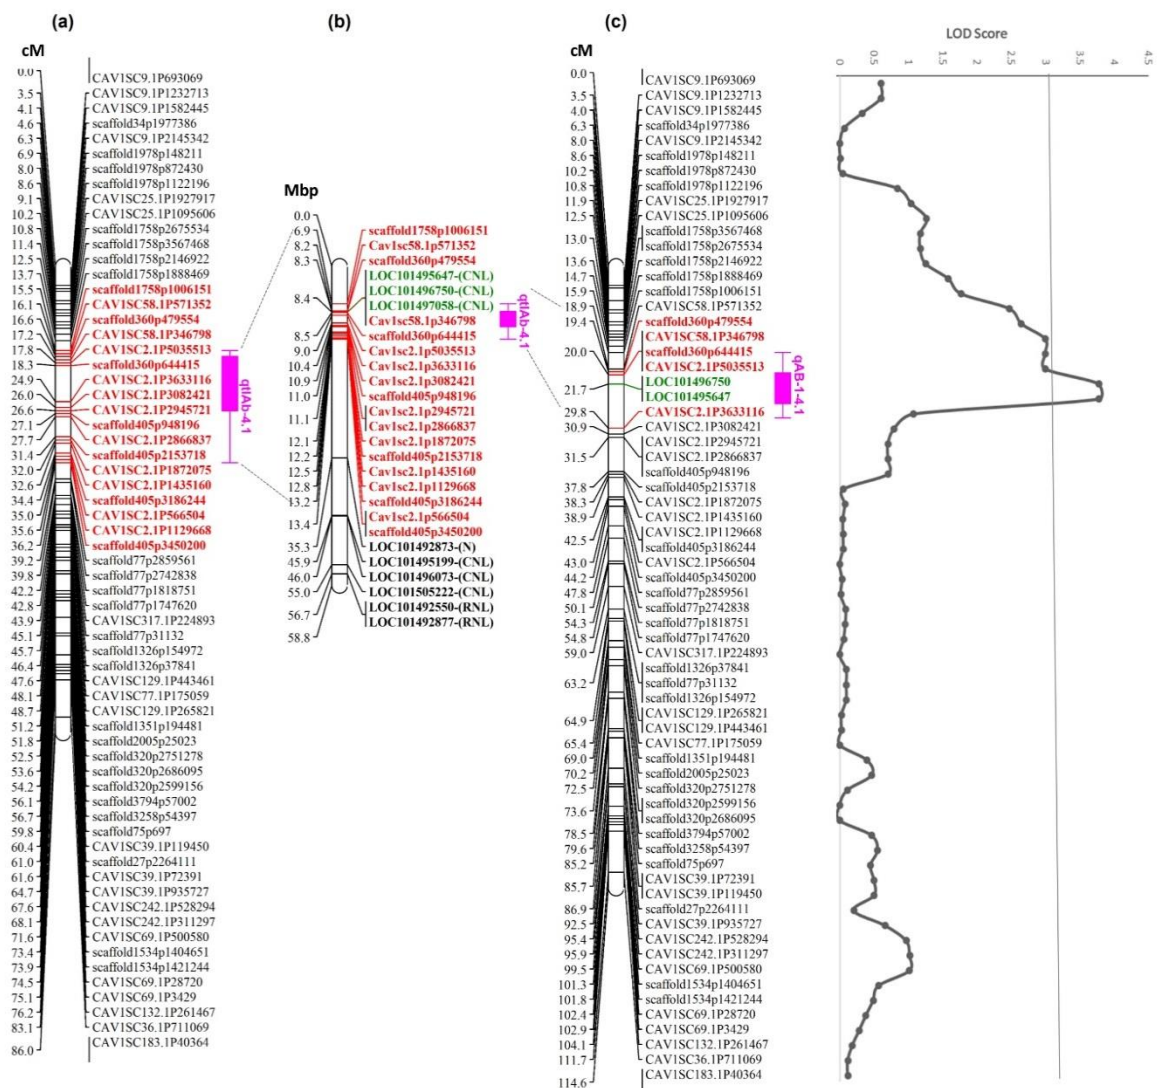 (a)
cM
0.0
3.5
4.1
4.6
6.3
6.9
8.0
8.6
9.1
10.2
10.8
11.4
12.5
13.7
15.5
16.1
16.6
17.2
17.8
18.3
24.9
26.0
26.6
27.1
27.7
31.4
32.0
32.6
34.4
35.0
35.6
36.2
39.2
39.8
42.2
42.8
43.9
45.1
45.7
46.4
47.6
48.1
48.7
51.2
51.8
52.5
53.6
54.2
56.1
56.7
59.8
60.4
61.0
61.6
64.7
67.6
68.1
71.6
73.4
73.9
74.5
75.1
76.2
83.1
86.0
CAV1SC9.1P693069
CAV1SC9.1P1232713
CAV1SC9.1P1582445
scaffold34p1977386
CAV1SC9.1P2145342
scaffold1978p148211
scaffold1978p872430
scaffold1978p1122196
CAV1SC25.1P1927917
CAV1SC25.1P1095606
scaffold1758p2675534
scaffold1758p3567468
scaffold1758p2146922
scaffold1758p1888469
scaffold1758p1006151
CAV1SC58.1P571352
scaffold360p479554
CAV1SC58.1P346798
CAV1SC2.1P5035513
scaffold360p644415
CAV1SC2.1P3633116
CAV1SC2.1P3082421
CAV1SC2.1P2945721
scaffold405p948196
CAV1SC2.1P2866837
scaffold405p2153718
CAV1SC2.1P1872075
CAV1SC2.1P1435160
scaffold405p3186244
CAV1SC2.1P566504
CAV1SC2.1P1129668
scaffold405p3450200
scaffold77p2859561
scaffold77p2742838
scaffold77p1818751
scaffold77p1747620
CAV1SC317.1P224893
scaffold77p31132
scaffold1326p154972
scaffold1326p37841
CAV1SC129.1P443461
CAV1SC77.1P175059
CAV1SC129.1P265821
scaffold1351p194481
scaffold2005p25023
scaffold320p2751278
scaffold320p2686095
scaffold320p2599156
scaffold3794p57002
scaffold3258p54397
scaffold75p697
CAV1SC39.1P119450
scaffold27p2264111
CAV1SC39.1P72391
CAV1SC39.1P935727
CAV1SC242.1P528294
CAV1SC242.1P311297
CAV1SC69.1P500580
scaffold1534p1404651
scaffold1534p1421244
CAV1SC69.1P28720
CAV1SC69.1P3429
CAV1SC132.1P261467
CAV1SC36.1P711069
CAV1SC183.1P40364
qtlAb-4.1
(b)
Mbp
0.0
6.9
8.2
8.3
8.4
8.5
9.0
10.4
10.9
11.0
11.1
12.1
12.2
12.5
12.8
13.2
13.4
35.3
45.9
46.0
55.0
56.7
58.8
scaffold1758p1006151
Cav1sc58.1p571352
scaffold360p479554
LOC101495647-(CNL)
LOC101496750-(CNL)
LOC101497058-(CNL)
Cav1sc58.1p346798
scaffold360p644415
Cav1sc2.1p5035513
Cav1sc2.1p3633116
Cav1sc2.1p3082421
scaffold405p948196
Cav1sc2.1p2945721
Cav1sc2.1p2866837
Cav1sc2.1p1872075
scaffold405p2153718
Cav1sc2.1p1435160
Cav1sc2.1p1129668
scaffold405p3186244
Cav1sc2.1p566504
scaffold405p3450200
LOC101492873-(N)
LOC101495199-(CNL)
LOC101496073-(CNL)
LOC101505222-(CNL)
LOC101492550-(RNL)
LOC101492877-(RNL)
qtlAb-4.1
(c)
cM
0.0
3.5
4.0
6.3
8.0
8.6
10.2
10.8
11.9
12.5
13.0
13.6
14.7
15.9
18.9
19.4
20.0
21.7
29.8
30.9
31.5
37.8
38.3
38.9
42.5
43.0
44.2
47.8
50.1
54.3
54.8
59.0
63.2
64.9
65.4
69.0
70.2
72.5
73.6
78.5
79.6
85.2
85.7
86.9
92.5
95.4
95.9
99.5
101.3
101.8
102.4
102.9
104.1
111.7
114.6
CAV1SC9.1P693069
CAV1SC9.1P1232713
CAV1SC9.1P1582445
scaffold34p1977386
CAV1SC9.1P2145342
scaffold1978p148211
scaffold1978p872430
scaffold1978p1122196
CAV1SC25.1P1927917
CAV1SC25.1P1095606
scaffold1758p3567468
scaffold1758p2675534
scaffold1758p2146922
scaffold1758p1888469
scaffold1758p1006151
CAV1SC58.1P571352
scaffold360p479554
CAV1SC58.1P346798
scaffold360p644415
CAV1SC2.1P5035513
LOC101496750
LOC101495647
CAV1SC2.1P3633116
CAV1SC2.1P3082421
CAV1SC2.1P2945721
CAV1SC2.1P2866837
scaffold405p948196
scaffold405p2153718
CAV1SC2.1P1872075
CAV1SC2.1P1435160
CAV1SC2.1P1129668
scaffold405p3186244
CAV1SC2.1P566504
scaffold405p3450200
scaffold77p2859561
scaffold77p2742838
scaffold77p1818751
scaffold77p1747620
CAV1SC317.1P224893
scaffold1326p37841
scaffold77p31132
scaffold1326p154972
CAV1SC129.1P265821
CAV1SC129.1P443461
CAV1SC77.1P175059
scaffold1351p194481
scaffold2005p25023
scaffold320p2751278
scaffold320p2599156
scaffold320p2686095
scaffold3794p57002
scaffold3258p54397
scaffold75p697
CAV1SC39.1P72391
CAV1SC39.1P119450
scaffold27p2264111
CAV1SC39.1P935727
CAV1SC242.1P528294
CAV1SC242.1P311297
CAV1SC69.1P500580
scaffold1534p1404651
scaffold1534p1421244
CAV1SC69.1P28720
CAV1SC69.1P3429
CAV1SC132.1P261467
CAV1SC36.1P711069
CAV1SC183.1P40364
qAB-1-4.1
LOD Score
0
0.5
1
1.5
2
2.5
3
3.5
4
4.5